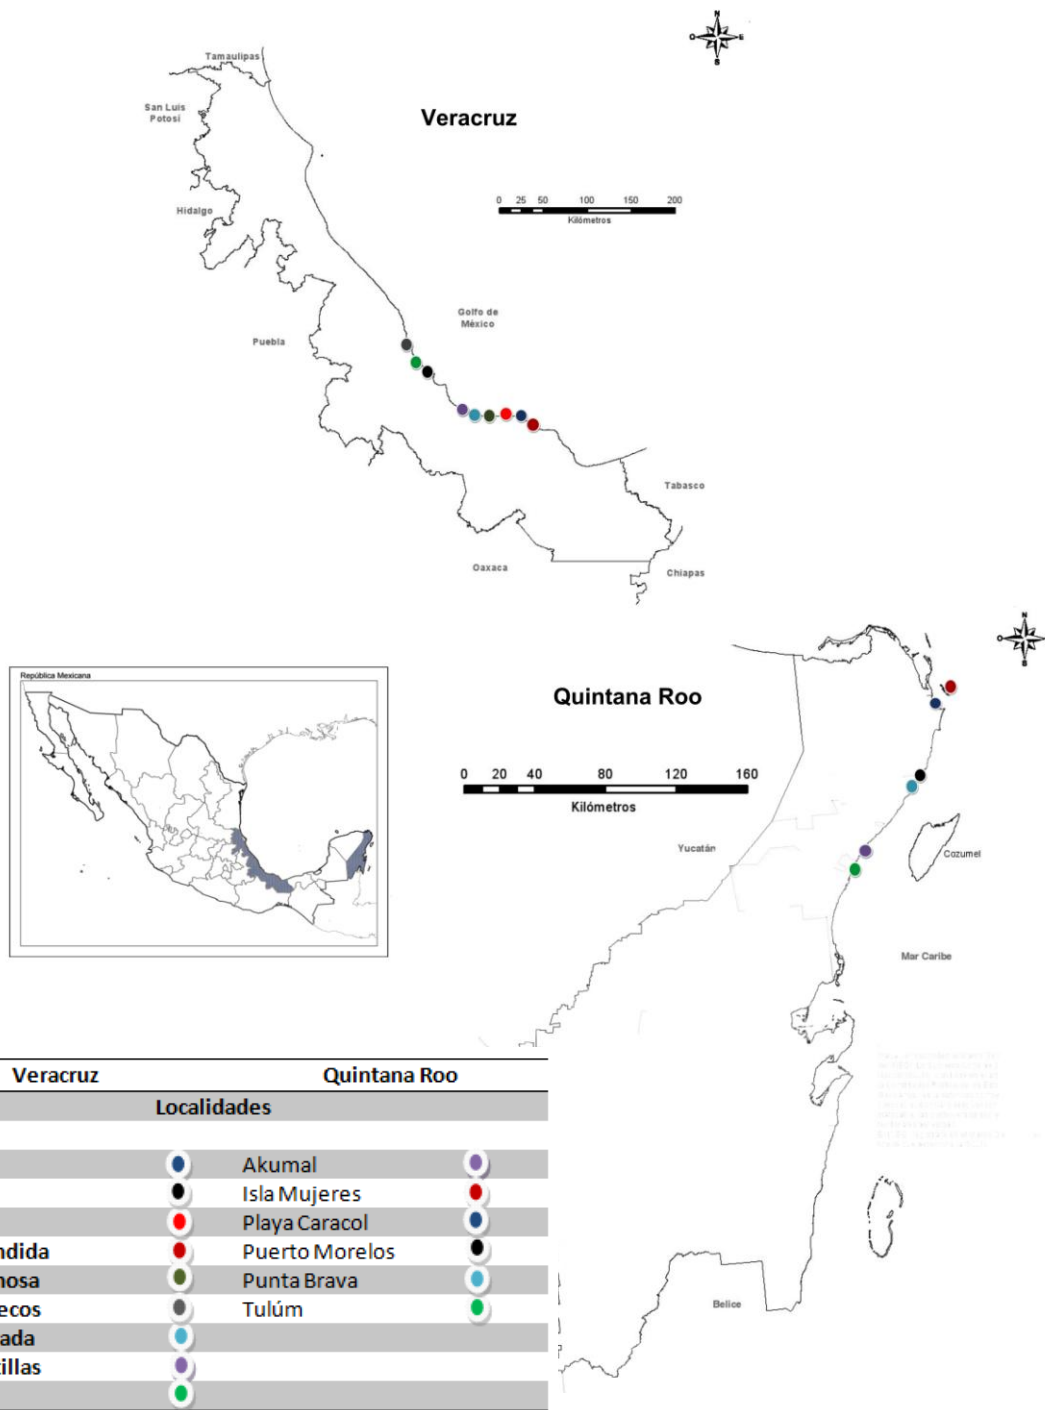 N
O
E
S
Tamaulipas
San Luis
Potosí
Veracruz
0 25 50 100 150 200
Kilómetros
Hidalgo
Golfo de
México
Puebla
Tabasco
Oaxaca
Chiapas
N
O
E
S
República Mexicana
Quintana Roo
0 20 40 80 120 160
Kilómetros
Yucatán
Cozumel
Mar Caribe
Veracruz Quintana Roo
Localidades
Akumal
Isla Mujeres
Playa Caracol
ndida Puerto Morelos
nosa Punta Brava
ecos Tulúm
ada
illas
Belice